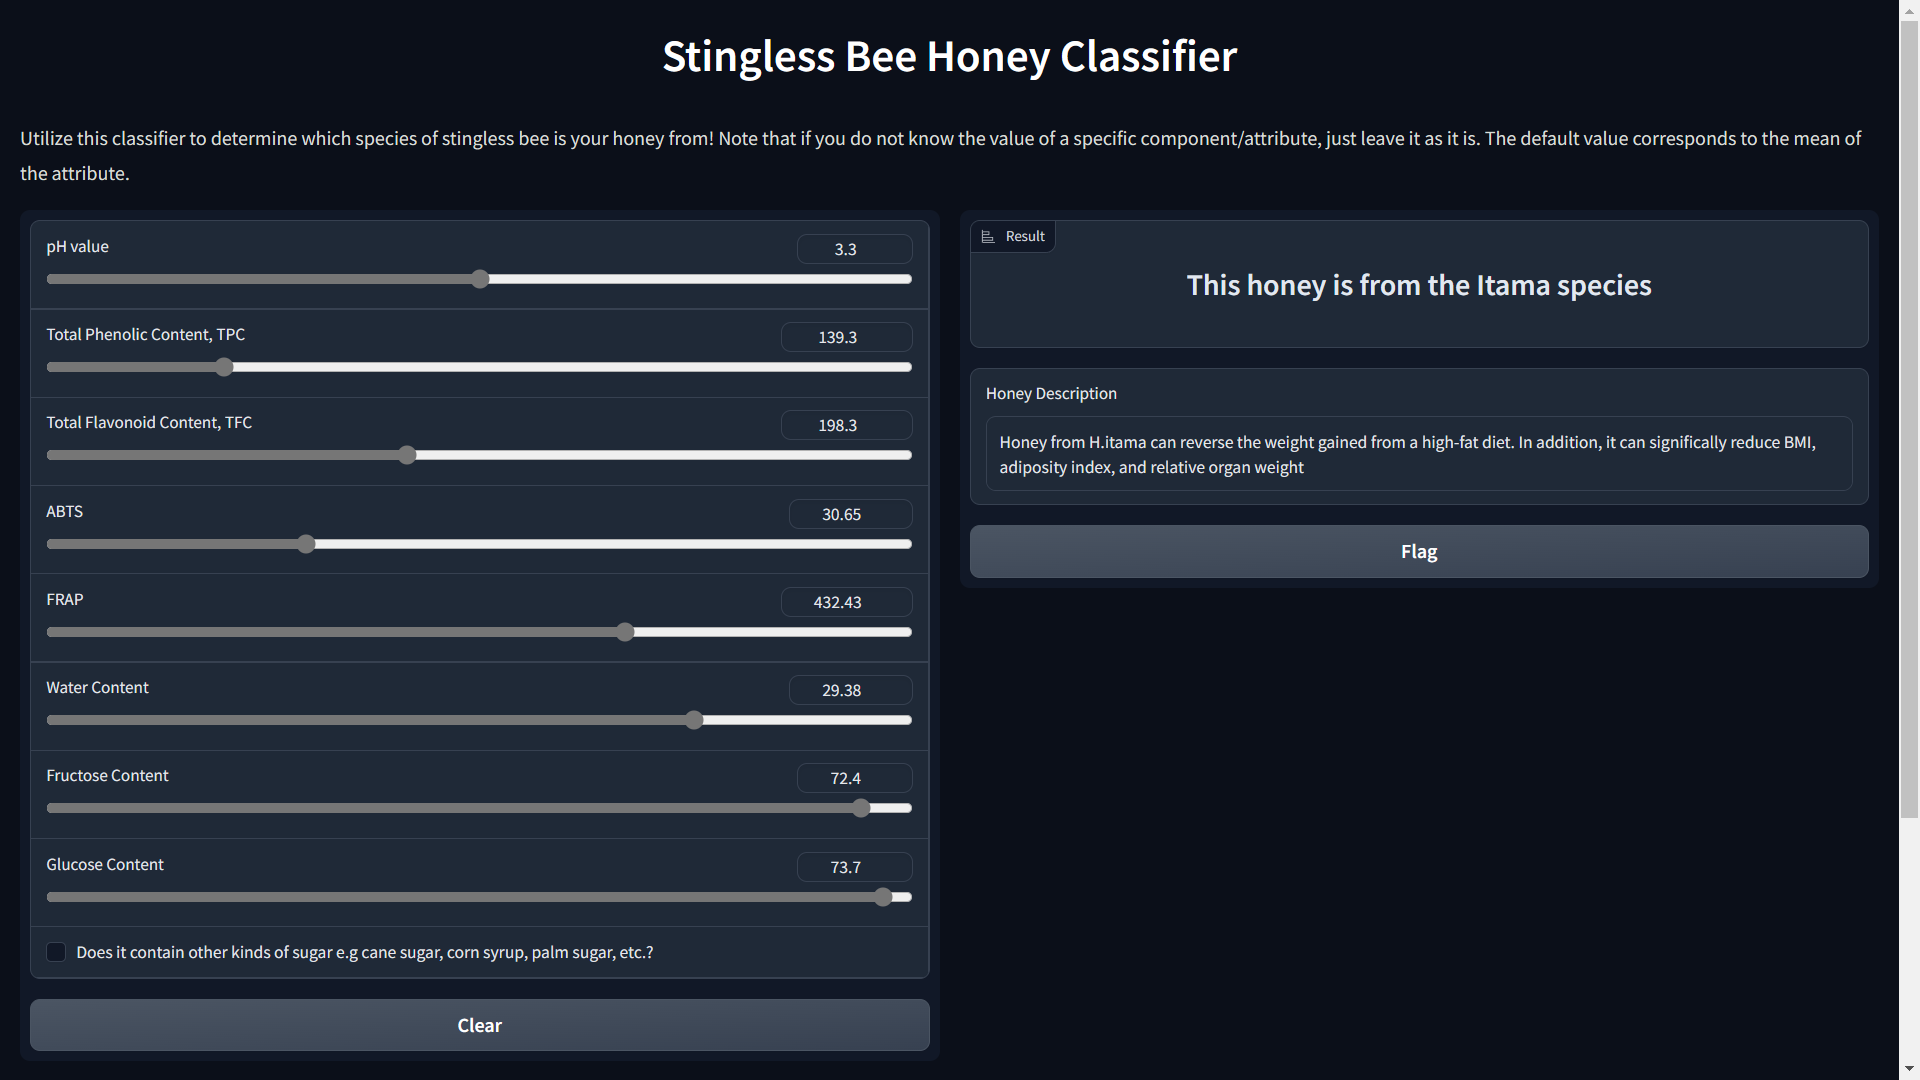 Stingless Bee Honey Classifier
Utilize this classifier to determine which species of stingless bee is your honey from! Note that if you do not know the value of a specific component/attribute, just leave it as it is. The default value corresponds to the mean of
the attribute.
pH value
3.3
Total Phenolic Content, TPC
139.3
Total Flavonoid Content, TFC
198.3
ABTS
30.65
FRAP
432.43
Water Content
29.38
Fructose Content
72.4
Glucose Content
73.7
Does it contain other kinds of sugar e.g cane sugar, corn syrup, palm sugar, etc.?
Clear
Result
This honey is from the Itama species
Honey Description
Honey from H.itama can reverse the weight gained from a high-fat diet. In addition, it can significally reduce BMI,
adiposity index, and relative organ weight
Flag